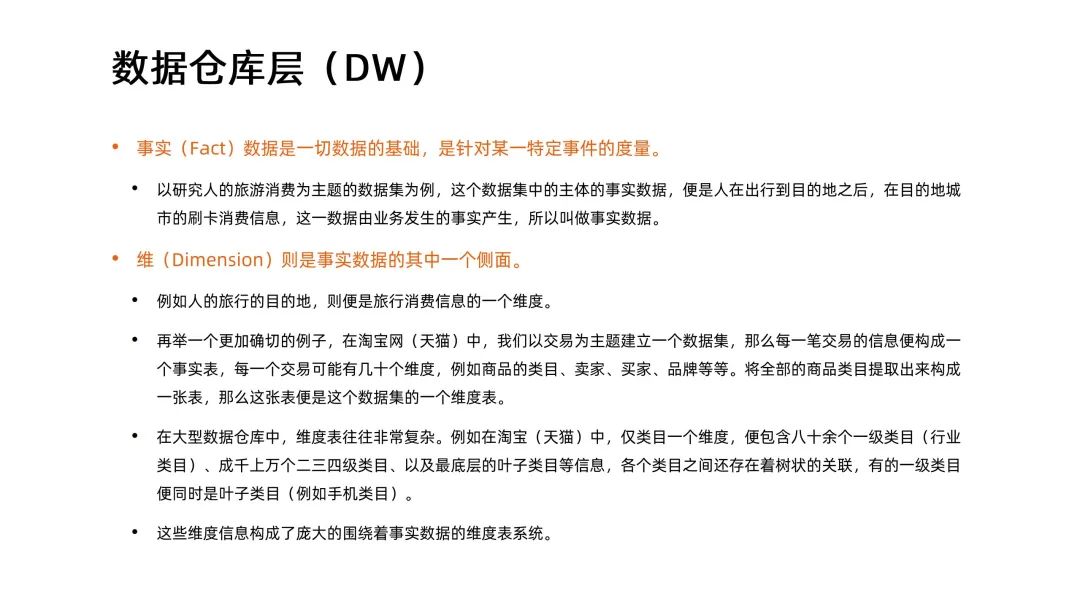 数据仓库层（DW）
• 事实（Fact）数据是一切数据的基础，是针对某一特定事件的度量。
• 以研究人的旅游消费为主题的数据集为例，这个数据集中的主体的事实数据，便是人在出行到目的地之后，在目的地城
市的刷卡消费信息，这一数据由业务发生的事实产生，所以叫做事实数据。
• 维（Dimension）则是事实数据的其中一个侧面。
• 例如人的旅行的目的地，则便是旅行消费信息的一个维度。
• 再举一个更加确切的例子，在淘宝网（天猫）中，我们以交易为主题建立一个数据集，那么每一笔交易的信息便构成一
个事实表，每一个交易可能有几十个维度，例如商品的类目、卖家、买家、品牌等等。将全部的商品类目提取出来构成
一张表，那么这张表便是这个数据集的一个维度表。
• 在大型数据仓库中，维度表往往非常复杂。例如在淘宝（天猫）中，仅类目一个维度，便包含八十余个一级类目（行业
类目）、成千上万个二三四级类目、以及最底层的叶子类目等信息，各个类目之间还存在着树状的关联，有的一级类目
便同时是叶子类目（例如手机类目）。
• 这些维度信息构成了庞大的围绕着事实数据的维度表系统。